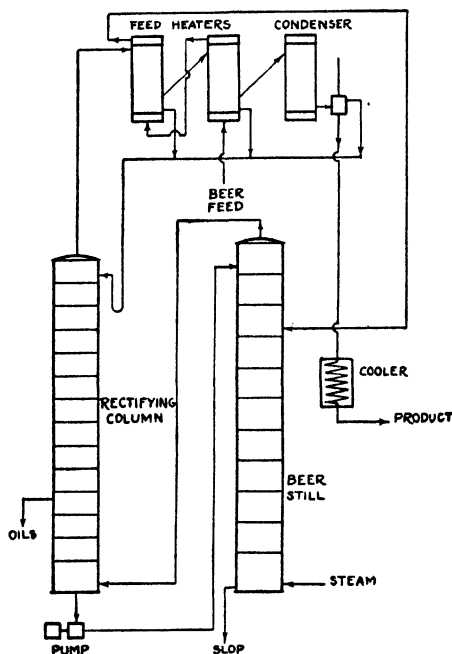 FEED HEATERS
CONDENSER
BEER
FEED
RECTIFYING
COLUMN
COOLER
PRODUCT
BEER
STILL
OILS
STEAM
PUMP
SLOP